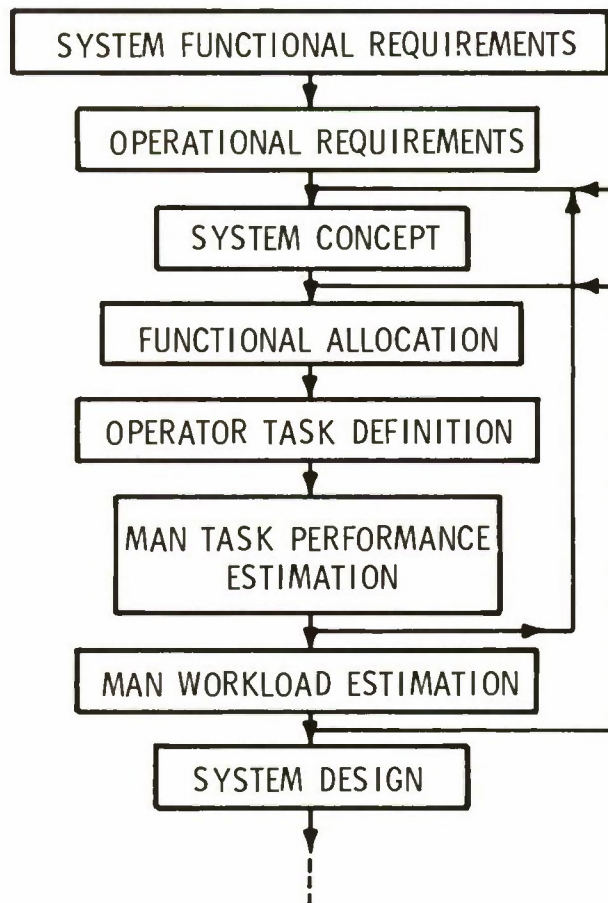 SYSTEM FUNCTIONAL REQUIREMENTS
OPERATIONAL REQUIREMENTS
SYSTEM CONCEPT
FUNCTIONAL ALLOCATION
OPERATOR TASK DEFINITION
MAN TASK PERFORMANCE
ESTIMATION
MAN WORKLOAD ESTIMATION
SYSTEM DESIGN